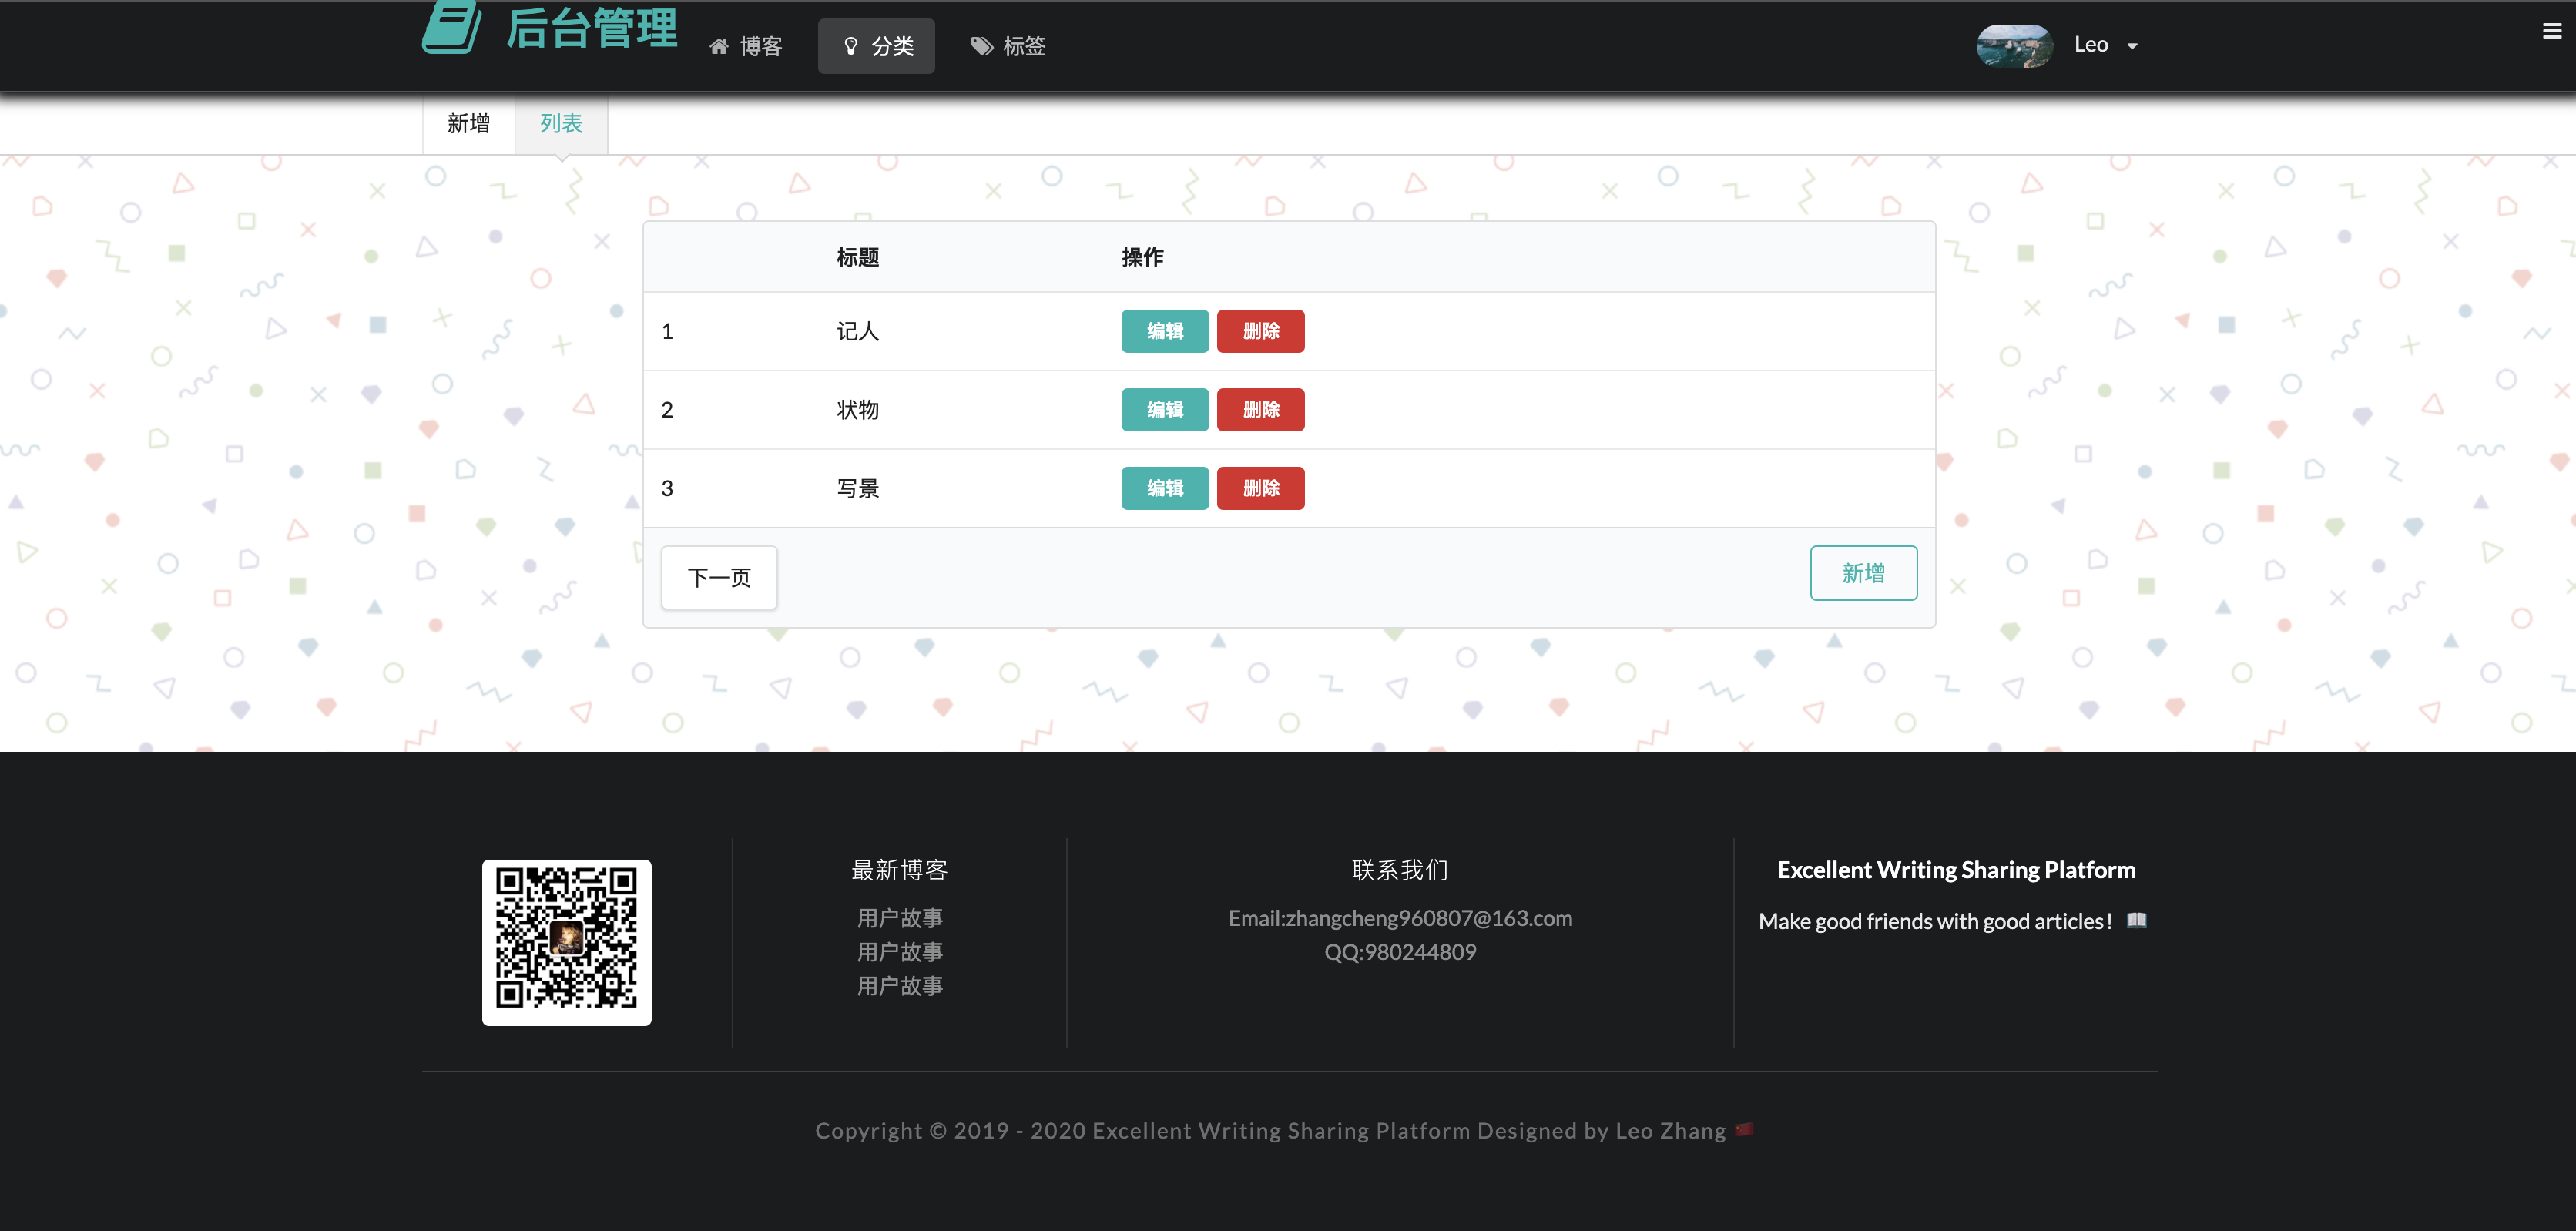 后台管理 博客 分类 标签 Leo
新增 列表
标题 操作
1 记人 编辑 删除
2 状物 编辑 删除
3 写景 编辑 删除
下一页 新增
最新博客
用户故事
用户故事
用户故事
联系我们
Email:zhangcheng960807@163.com
QQ:980244809
Excellent Writing Sharing Platform
Make good friends with good articles！ 📖
Copyright © 2019 - 2020 Excellent Writing Sharing Platform Designed by Leo Zhang 🇨🇳